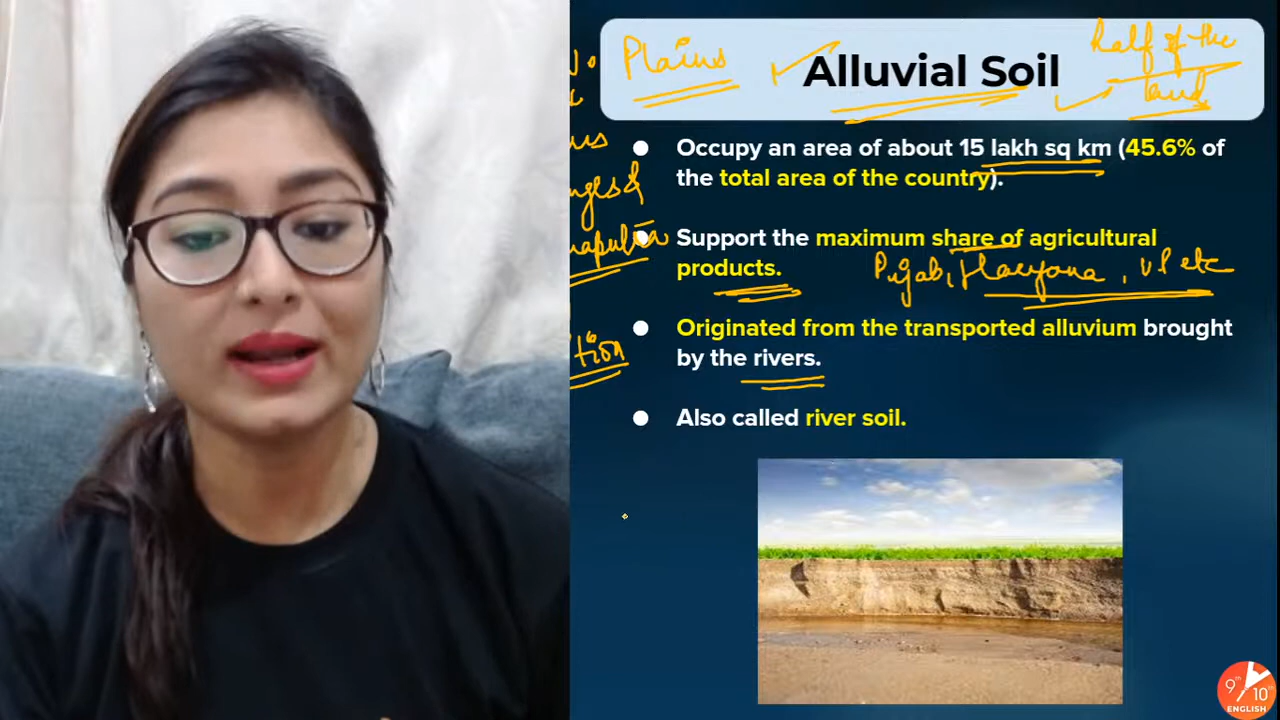 Plains
Alluvial Soil
half of the
land
Occupy an area of about 15 lakh sq km (45.6% of
the total area of the country).
Support the maximum share of agricultural
products.
Haryana, UP etc
Originated from the transported alluvium brought
by the rivers.
Also called river soil.
9th
10th
ENGLISH